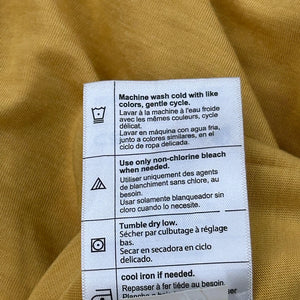 Machine wash cold with like
colors, gentle cycle.
Lavar à la machine à l'eau froide
avec les mêmes couleurs, cycle
délicat.
Lavar en máquina con agua fria,
junto a colores similares, en el
ciclo de ropa delicada.
Use only non-chlorine bleach
when needed.
Utiliser uniquement des agents
de blanchiment sans chlore, au
besoin.
Usar solamente blanqueador sin
cloro cuando sea necesario.
Tumble dry low.
Sécher par culbutage à réglage
bas.
Secar en secadora en ciclo
delicado.
cool iron if needed.
Repasser à fer tiède au besoin.